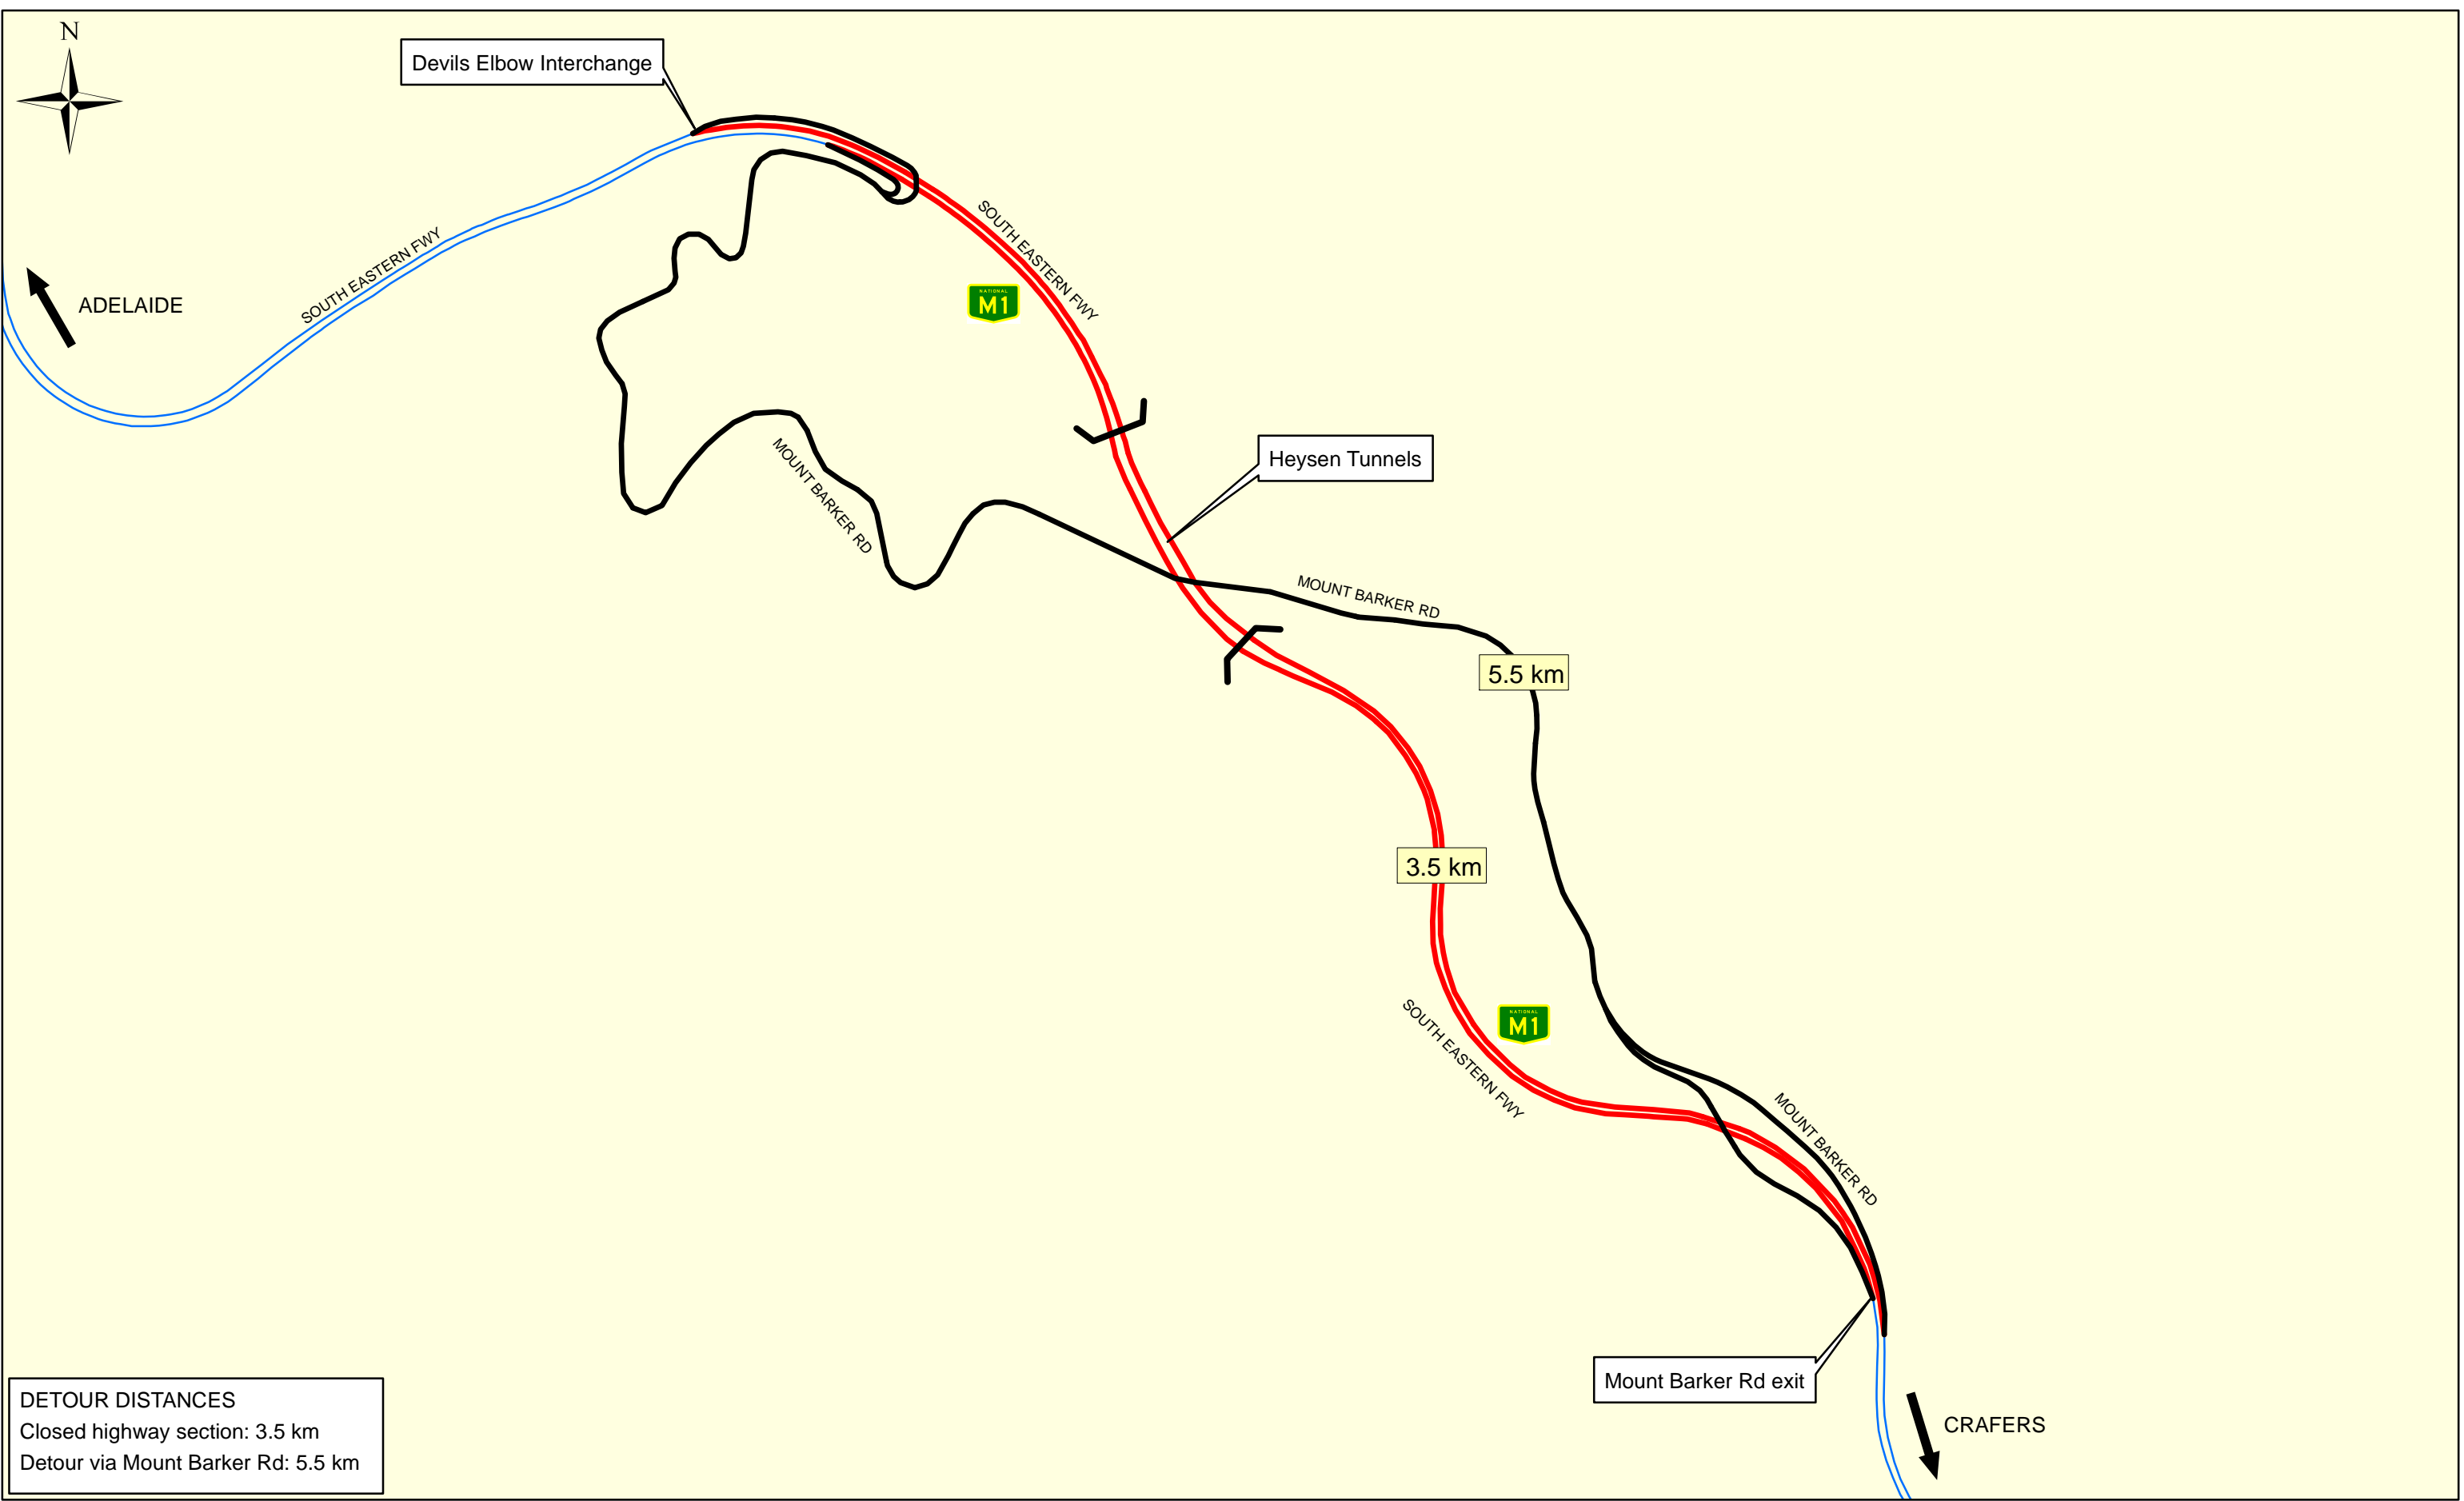 N
Devils Elbow Interchange
SOUTH EASTERN FWY
SOUTH EASTERN FWY
ADELAIDE
NATIONAL
M1
MOUNT BARKER RD
Heysen Tunnels
MOUNT BARKER RD
5.5 km
3.5 km
SOUTH EASTERN FWY
NATIONAL
M1
MOUNT BARKER RD
Mount Barker Rd exit
CRAFERS
DETOUR DISTANCES
Closed highway section: 3.5 km
Detour via Mount Barker Rd: 5.5 km